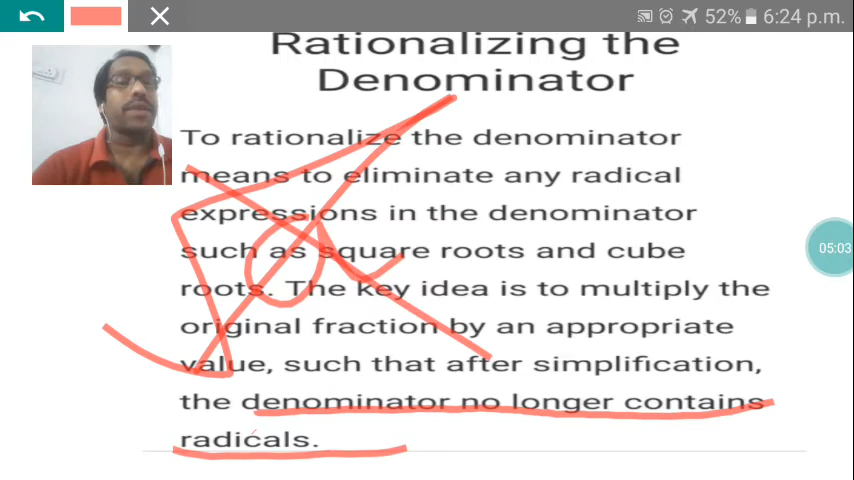 52% 6:24 p.m.
Rationalizing the
Denominator
To rationalize the denominator
means to eliminate any radical
expressions in the denominator
such as square roots and cube
roots. The key idea is to multiply the
original fraction by an appropriate
value, such that after simplification,
the denominator no longer contains
radicals.
05:03